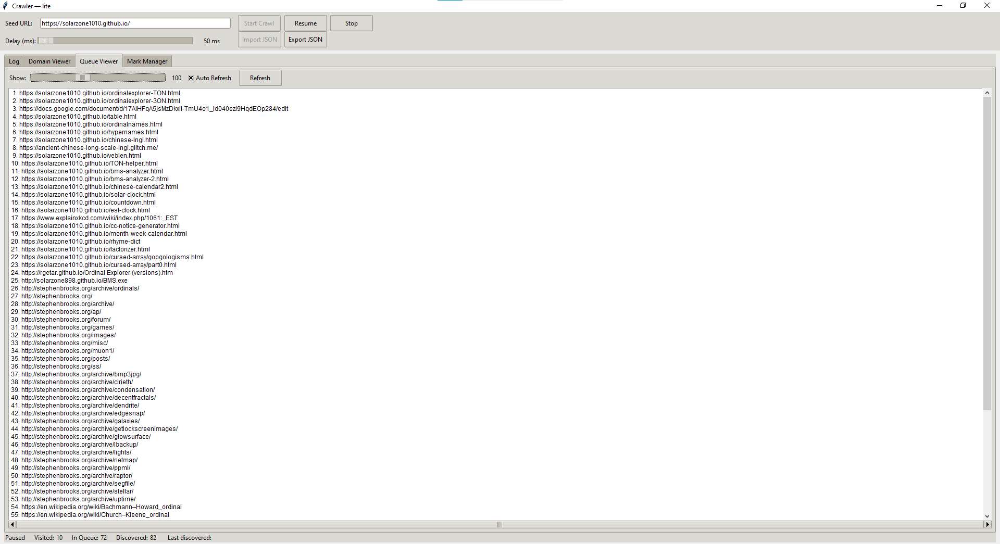 Crawler — lite
Seed URL: https://solarzone1010.github.io/ Start Crawl Resume Stop
Delay (ms): 50 ms Import JSON Export JSON
Log Domain Viewer Queue Viewer Mark Manager
Show: 100 Auto Refresh Refresh
1. https://solarzone1010.github.io/ordinalexplorer-TON.html
2. https://solarzone1010.github.io/ordinalexplorer-3ON.html
3. https://docs.google.com/document/d/17AiHFqA5jsMzDkxlI-TmU4o1_Id040ezi9HqdEOp284/edit
4. https://solarzone1010.github.io/table.html
5. https://solarzone1010.github.io/ordinalnames.html
6. https://solarzone1010.github.io/hypernames.html
7. https://solarzone1010.github.io/chinese-lngi.html
8. https://ancient-chinese-long-scale-lngi.glitch.me/
9. https://solarzone1010.github.io/veblen.html
10. https://solarzone1010.github.io/TON-helper.html
11. https://solarzone1010.github.io/bms-analyzer.html
12. https://solarzone1010.github.io/bms-analyzer-2.html
13. https://solarzone1010.github.io/chinese-calendar2.html
14. https://solarzone1010.github.io/solar-clock.html
15. https://solarzone1010.github.io/countdown.html
16. https://solarzone1010.github.io/est-clock.html
17. https://www.explainxkcd.com/wiki/index.php/1061:_EST
18. https://solarzone1010.github.io/cc-notice-generator.html
19. https://solarzone1010.github.io/month-week-calendar.html
20. https://solarzone1010.github.io/rhyme-dict
21. https://solarzone1010.github.io/factorizer.html
22. https://solarzone1010.github.io/cursed-array/googologisms.html
23. https://solarzone1010.github.io/cursed-array/part0.html
24. https://rgetar.github.io/Ordinal Explorer (versions).htm
25. http://solarzone898.github.io/BMS.exe
26. http://stephenbrooks.org/archive/ordinals/
27. http://stephenbrooks.org/
28. http://stephenbrooks.org/archive/
29. http://stephenbrooks.org/ap/
30. http://stephenbrooks.org/forum/
31. http://stephenbrooks.org/games/
32. http://stephenbrooks.org/images/
33. http://stephenbrooks.org/misc/
34. http://stephenbrooks.org/muon1/
35. http://stephenbrooks.org/posts/
36. http://stephenbrooks.org/ss/
37. http://stephenbrooks.org/archive/bmp3jpg/
38. http://stephenbrooks.org/archive/cirieth/
39. http://stephenbrooks.org/archive/condensation/
40. http://stephenbrooks.org/archive/decentfractals/
41. http://stephenbrooks.org/archive/dendrite/
42. http://stephenbrooks.org/archive/edgesnap/
43. http://stephenbrooks.org/archive/galaxies/
44. http://stephenbrooks.org/archive/getlockscreenimages/
45. http://stephenbrooks.org/archive/glowsurface/
46. http://stephenbrooks.org/archive/lbackup/
47. http://stephenbrooks.org/archive/lights/
48. http://stephenbrooks.org/archive/netmap/
49. http://stephenbrooks.org/archive/ppml/
50. http://stephenbrooks.org/archive/raptor/
51. http://stephenbrooks.org/archive/segfile/
52. http://stephenbrooks.org/archive/stellar/
53. http://stephenbrooks.org/archive/uptime/
54. https://en.wikipedia.org/wiki/Bachmann–Howard_ordinal
55. https://en.wikipedia.org/wiki/Church–Kleene_ordinal
Paused Visited: 10 In Queue: 72 Discovered: 82 Last discovered: